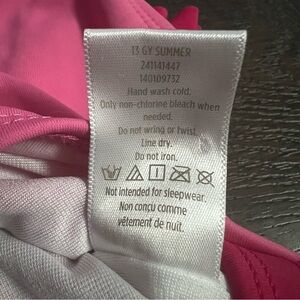 13 GY SUMMER
241141447
140109732
Hand wash cold.
Only non-chlorine bleach when
needed.
Do not wring or twist.
Line dry.
Do not iron.
Not intended for sleepwear.
Non conçu comme
vêtement de nuit.